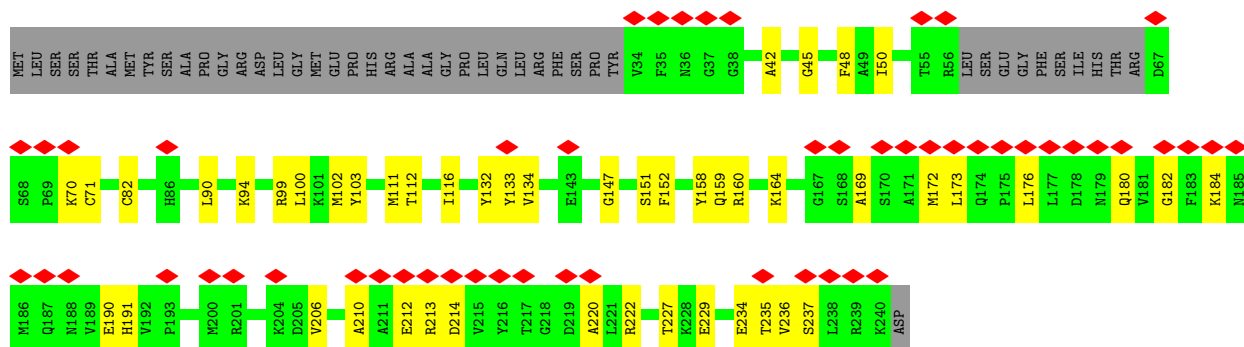 MET LEU SER SER THR ALA MET TYR SER ALA PRO GLY ARG ASP LEU GLY MET GLU PRO HIS ARG ALA ALA GLY PRO LEU GLN LEU ARG PHE SER PRO TYR V34 F35 N36 G37 G38 A42 G45 F48 A49 I50 T55 R56 LEU SER GLU GLY PHE SER ILE HIS THR ARG D67
S68 P69 K70 C71 C82 H86 L90 K94 R99 L100 K101 M102 Y103 M111 T112 I116 Y132 Y133 V134 E143 G147 S151 F152 Y158 Q159 R160 K164 G167 S168 A169 S170 A171 M172 L173 Q174 P175 L176 L177 D178 N179 Q180 V181 G182 F183 K184 N185
M186 Q187 N188 V189 E190 H191 V192 P193 M200 R201 K204 D205 V206 A210 A211 E212 R213 D214 V215 Y216 T217 G218 D219 A220 L221 R222 T227 K228 E229 E234 T235 V236 S237 L238 R239 K240 ASP